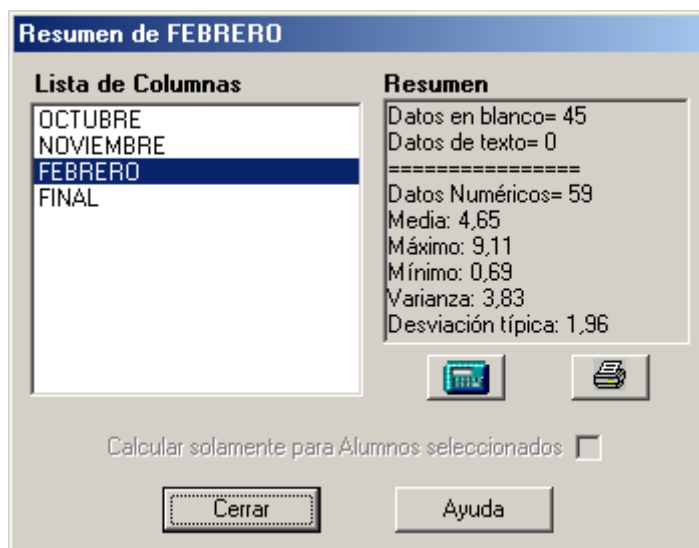 Resumen de FEBRERO
Lista de Columnas
OCTUBRE
NOVIEMBRE
FEBRERO
FINAL
Resumen
Datos en blanco= 45
Datos de texto= 0
================
Datos Numéricos= 59
Media: 4,65
Máximo: 9,11
Mínimo: 0,69
Varianza: 3,83
Desviación típica: 1,96
Calcular solamente para Alumnos seleccionados
Cerrar
Ayuda